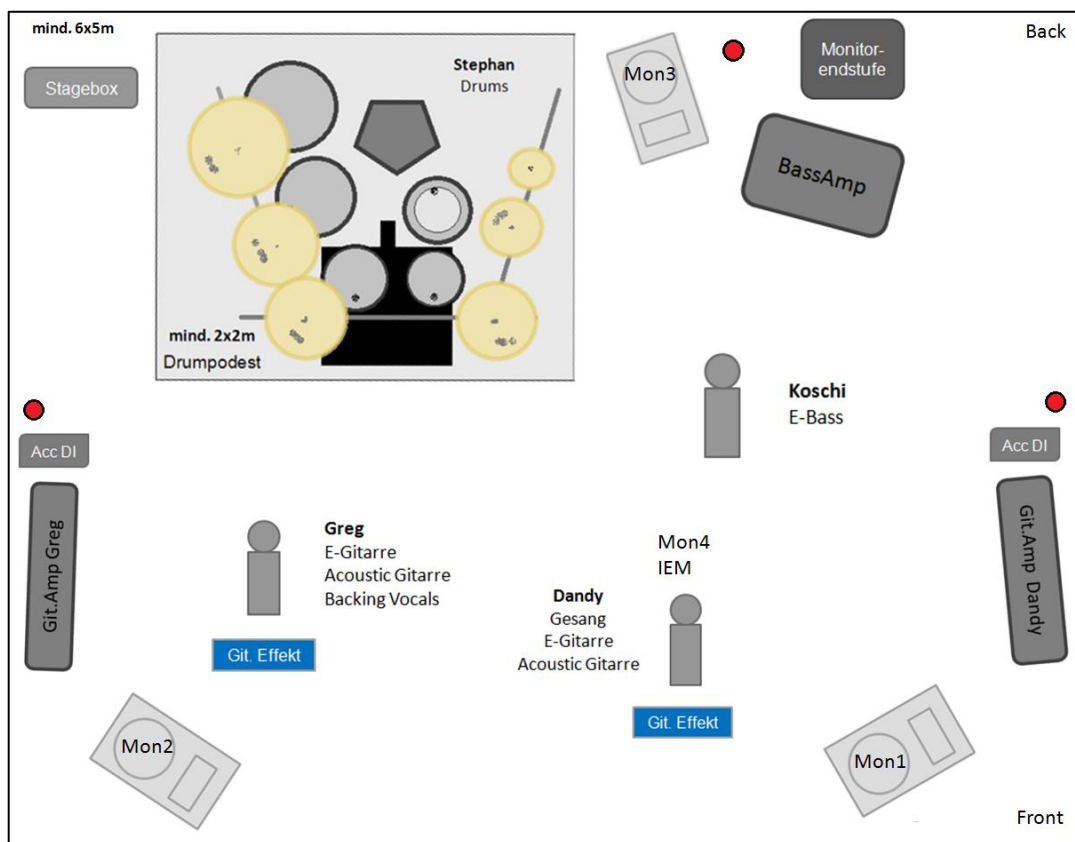 mind. 6x5m
Back
Stagebox
Stephan
Drums
Mon3
Monitor-
endstufe
BassAmp
mind. 2x2m
Drumpodest
Koschi
E-Bass
Acc DI
Acc DI
Git.Amp Greg
Greg
E-Gitarre
Acoustic Gitarre
Backing Vocals
Git. Effekt
Mon4
IEM
Dandy
Gesang
E-Gitarre
Acoustic Gitarre
Git. Effekt
Git.Amp Dandy
Mon2
Mon1
Front